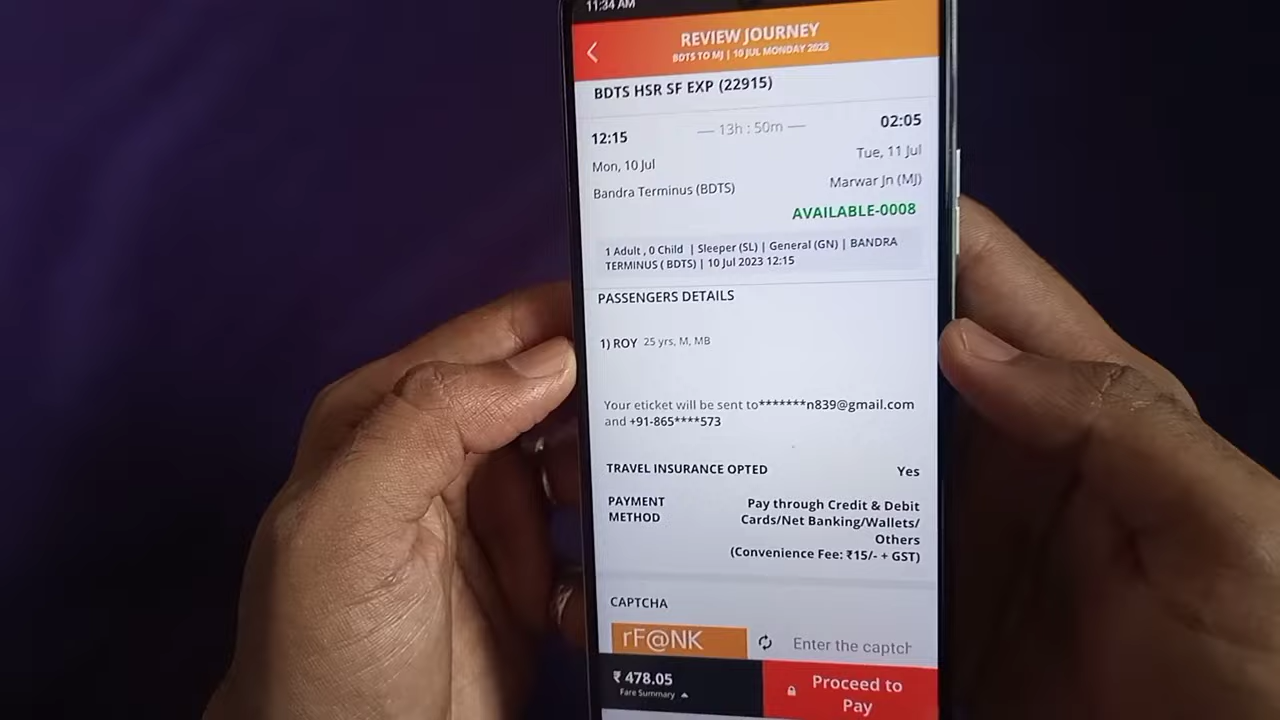 11:34 AM
REVIEW JOURNEY
BDTS TO MJ | 10 JUL MONDAY 2023
BDTS HSR SF EXP (22915)
12:15 — 13h : 50m — 02:05
Mon, 10 Jul Tue, 11 Jul
Bandra Terminus (BDTS) Marwar Jn (MJ)
AVAILABLE-0008
1 Adult , 0 Child | Sleeper (SL) | General (GN) | BANDRA
TERMINUS ( BDTS) | 10 Jul 2023 12:15
PASSENGERS DETAILS
1) ROY 25 yrs, M, MB
Your eticket will be sent to*******n839@gmail.com
and +91-865****573
TRAVEL INSURANCE OPTED Yes
PAYMENT
METHOD
Pay through Credit & Debit
Cards/Net Banking/Wallets/
Others
(Convenience Fee: ₹15/- + GST)
CAPTCHA
rF@NK Enter the captch
₹ 478.05
Fare Summary
Proceed to
Pay